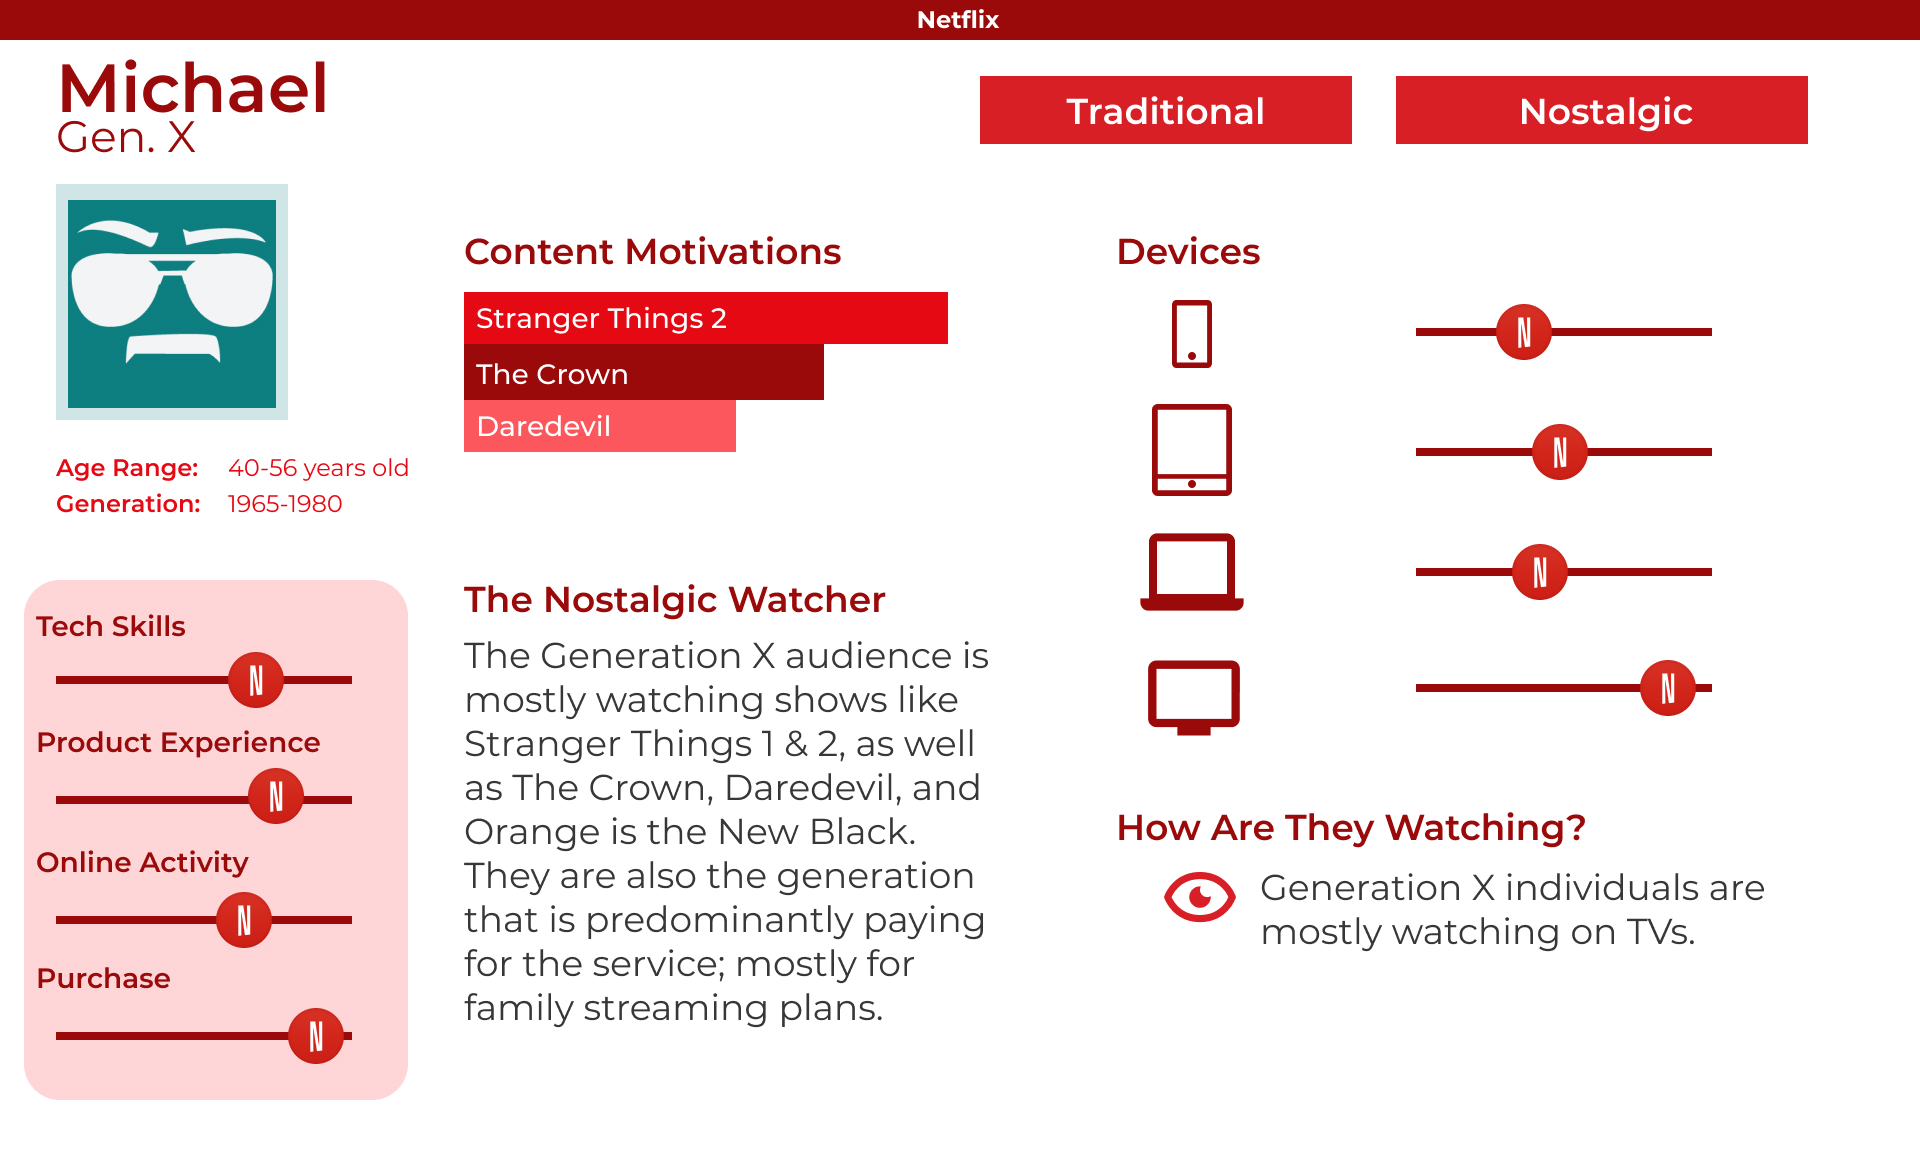 Netflix
Michael
Gen. X
Traditional
Nostalgic
Age Range: 40-56 years old
Generation: 1965-1980
Tech Skills
N
Product Experience
N
Online Activity
N
Purchase
N
Content Motivations
Stranger Things 2
The Crown
Daredevil
The Nostalgic Watcher
The Generation X audience is
mostly watching shows like
Stranger Things 1 & 2, as well
as The Crown, Daredevil, and
Orange is the New Black.
They are also the generation
that is predominantly paying
for the service; mostly for
family streaming plans.
Devices
N
N
N
N
How Are They Watching?
Generation X individuals are
mostly watching on TVs.